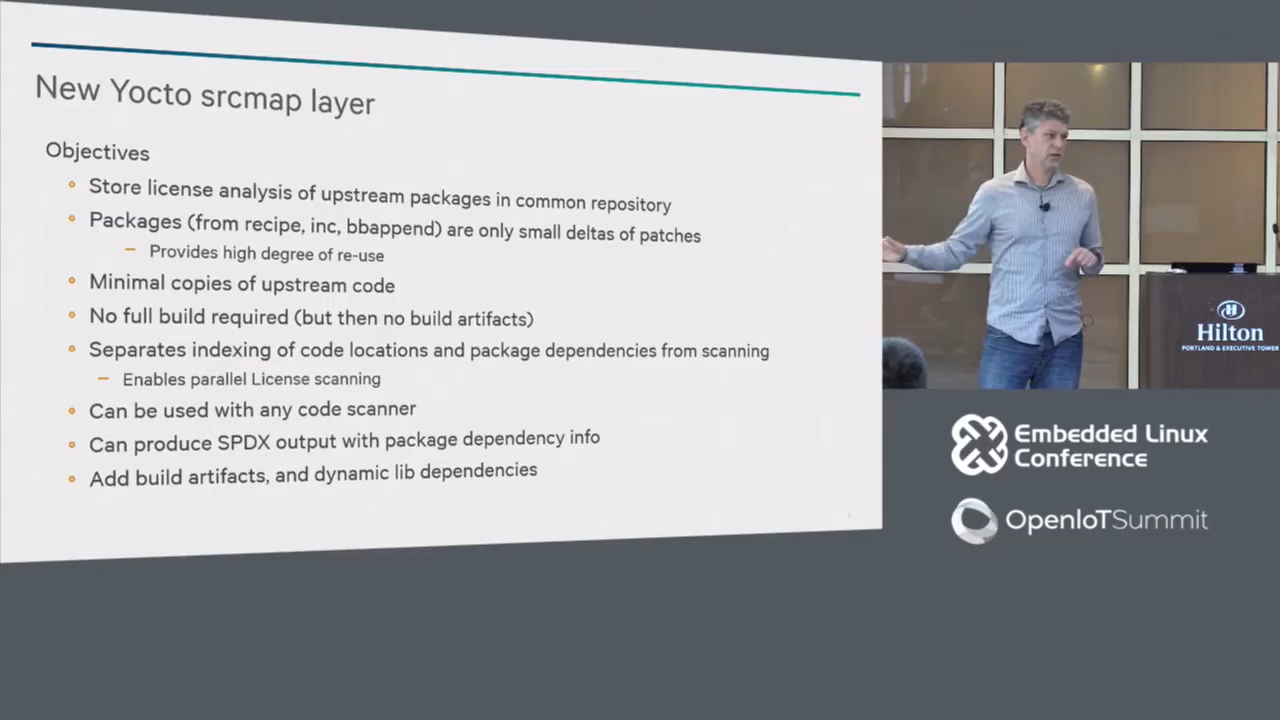 New Yocto srcmap layer
Objectives
Store license analysis of upstream packages in common repository
Packages (from recipe, inc, bbappend) are only small deltas of patches
– Provides high degree of re-use
Minimal copies of upstream code
No full build required (but then no build artifacts)
Separates indexing of code locations and package dependencies from scanning
– Enables parallel License scanning
Can be used with any code scanner
Can produce SPDX output with package dependency info
Add build artifacts, and dynamic lib dependencies
Hilton
PORTLAND & EXECUTIVE TOWER
Embedded Linux
Conference
OpenIoTSummit